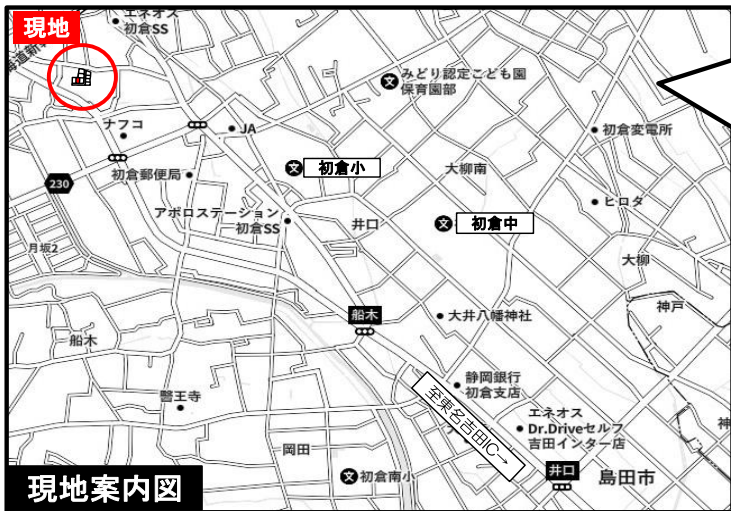 現地
エネオス
初倉SS
海道新幹
みどり認定こども園
保育園部
ナフコ
JA
初倉変電所
初倉小
大柳南
初倉郵便局
230
ヒロタ
アポロステーション
初倉SS
井口
初倉中
月坂2
大柳
神戸
船木
大井八幡神社
船木
静岡銀行
初倉支店
醫王寺
至東名吉田IC→
エネオス
Dr.Driveセルフ
吉田インター店
神
岡田
井口
島田市
初倉南小
現地案内図